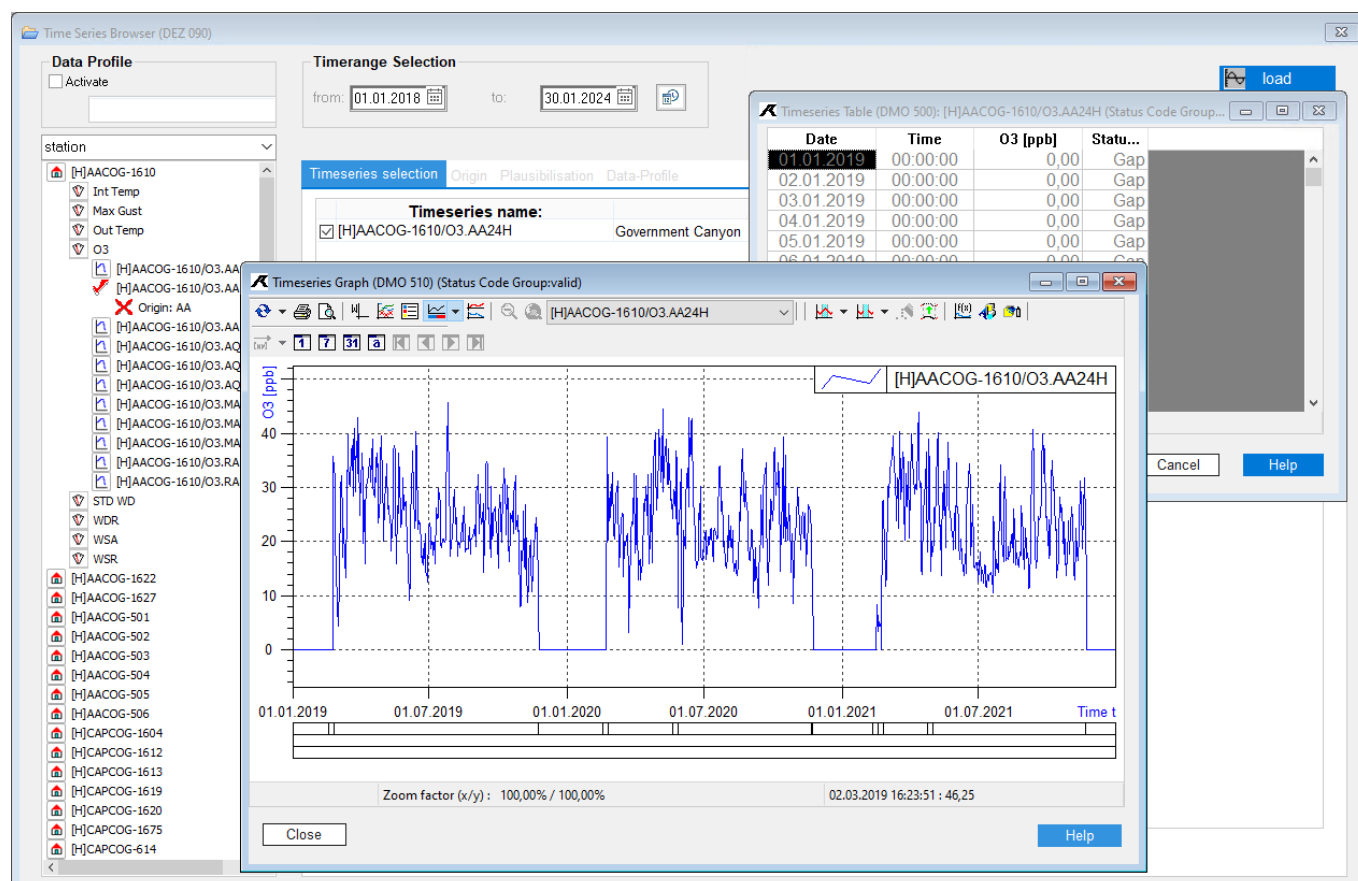 Time Series Browser (DEZ 090)
Data Profile
Activate
Timerange Selection
from: 01.01.2018 to: 30.01.2024
load
station
[H]AACOG-1610
Int Temp
Max Gust
Out Temp
O3
[H]AACOG-1610/O3.AA
[H]AACOG-1610/O3.AA
Origin: AA
[H]AACOG-1610/O3.AA
[H]AACOG-1610/O3.AQ
[H]AACOG-1610/O3.AQ
[H]AACOG-1610/O3.AQ
[H]AACOG-1610/O3.MA
[H]AACOG-1610/O3.MA
[H]AACOG-1610/O3.MA
[H]AACOG-1610/O3.RA
[H]AACOG-1610/O3.RA
STD WD
WDR
WSA
WSR
[H]AACOG-1622
[H]AACOG-1627
[H]AACOG-501
[H]AACOG-502
[H]AACOG-503
[H]AACOG-504
[H]AACOG-505
[H]AACOG-506
[H]CAPCOG-1604
[H]CAPCOG-1612
[H]CAPCOG-1613
[H]CAPCOG-1619
[H]CAPCOG-1620
[H]CAPCOG-1675
[H]CAPCOG-614
Timeseries selection Origin Plausibilisation Data-Profile
Timeseries name:
[H]AACOG-1610/O3.AA24H Government Canyon
Timeseries Table (DMO 500): [H]AACOG-1610/O3.AA24H (Status Code Group...
Date Time O3 [ppb] Statu...
01.01.2019 00:00:00 0,00 Gap
02.01.2019 00:00:00 0,00 Gap
03.01.2019 00:00:00 0,00 Gap
04.01.2019 00:00:00 0,00 Gap
05.01.2019 00:00:00 0,00 Gap
06.01.2019 00:00:00 0,00 Gap
Cancel Help
Timeseries Graph (DMO 510) (Status Code Group:valid)
[H]AACOG-1610/O3.AA24H
1 7 31 a
O3 [ppb]
[H]AACOG-1610/O3.AA24H
40
30
20
10
0
01.01.2019 01.07.2019 01.01.2020 01.07.2020 01.01.2021 01.07.2021 Time t
Zoom factor (x/y) : 100,00% / 100,00% 02.03.2019 16:23:51 : 46,25
Close Help